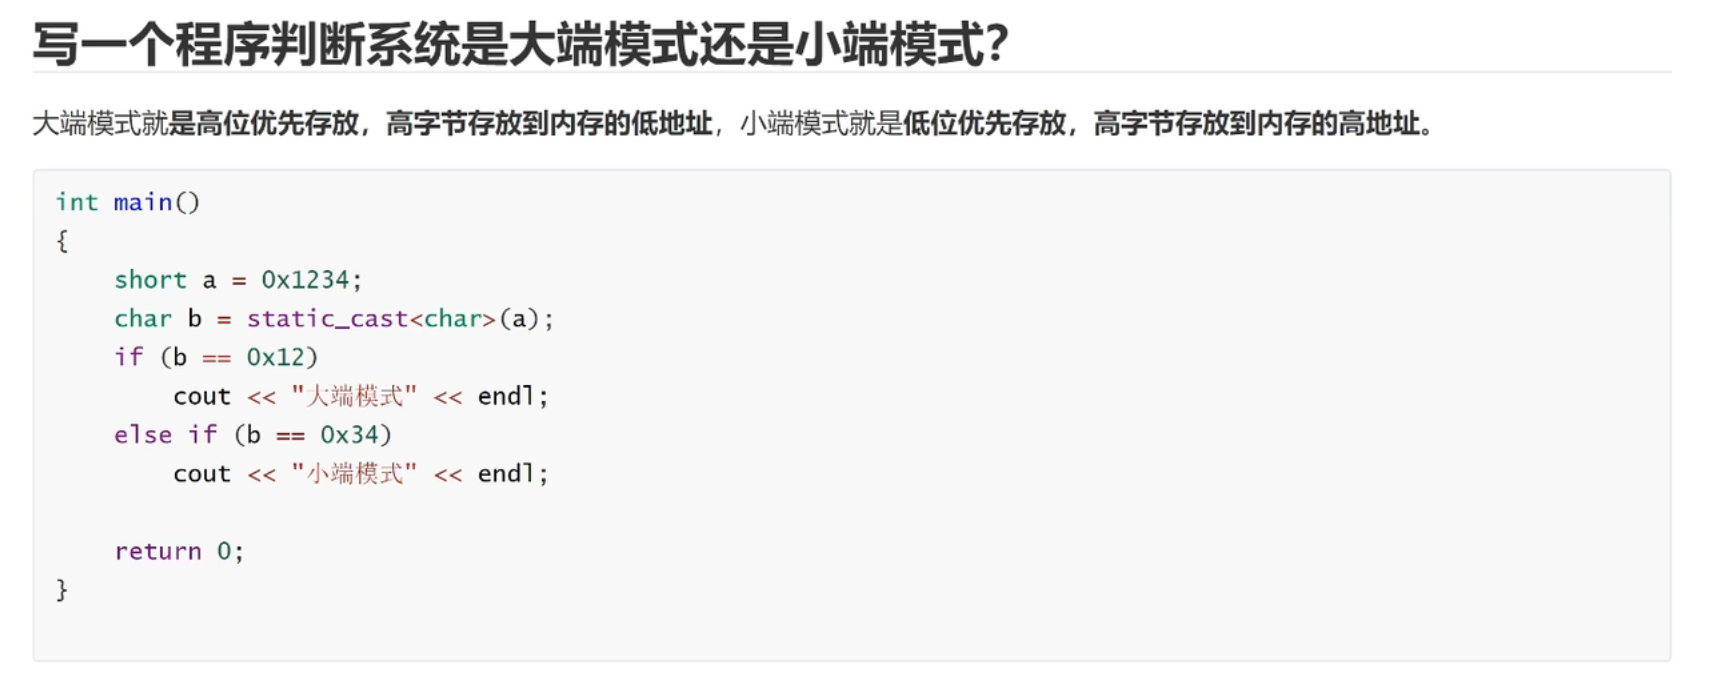 写一个程序判断系统是大端模式还是小端模式？
大端模式就是高位优先存放，高字节存放到内存的低地址，小端模式就是低位优先存放，高字节存放到内存的高地址。
int main()
{
    short a = 0x1234;
    char b = static_cast<char>(a);
    if (b == 0x12)
        cout << "大端模式" << endl;
    else if (b == 0x34)
        cout << "小端模式" << endl;
    return 0;
}